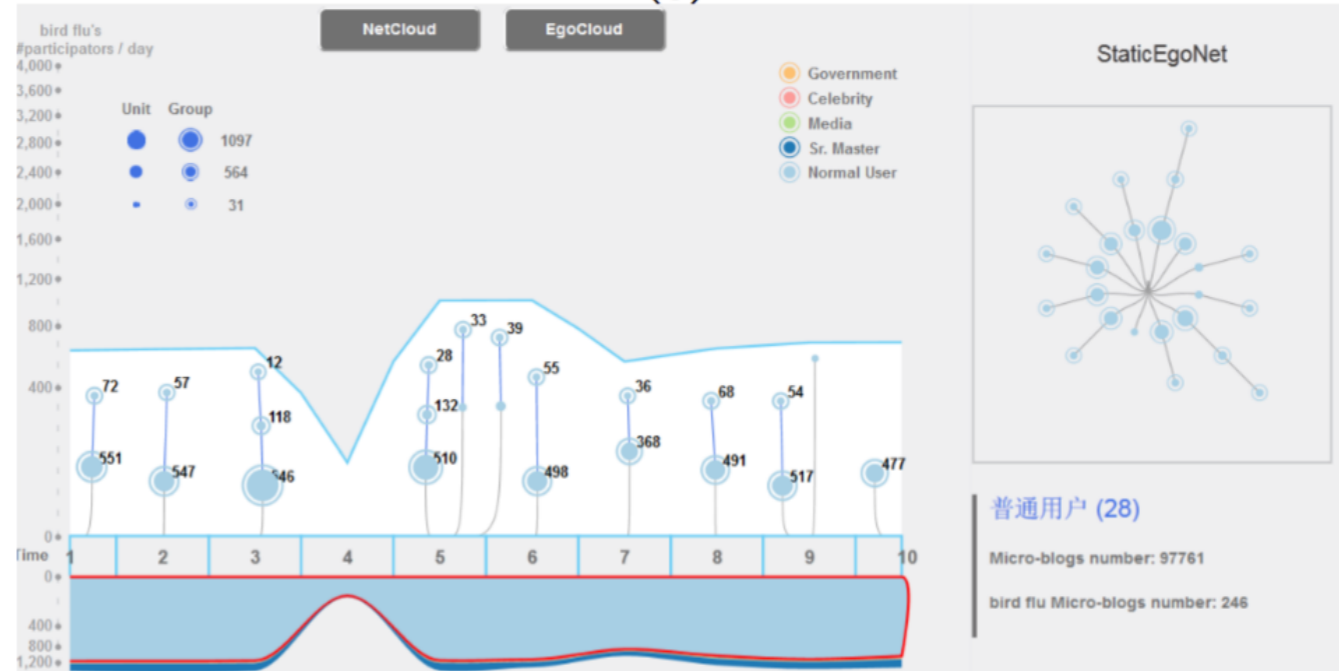 bird flu's
#participators / day
NetCloud
EgoCloud
4,000
3,600
3,200
2,800
2,400
2,000
1,600
1,200
800
400
0
Unit Group
1097
564
31
Government
Celebrity
Media
Sr. Master
Normal User
72
551
57
547
12
118
546
28
132
510
33
39
55
498
36
368
68
491
54
517
477
Time 1 2 3 4 5 6 7 8 9 10
0
400
800
1,200
StaticEgoNet
普通用户 (28)
Micro-blogs number: 97761
bird flu Micro-blogs number: 246